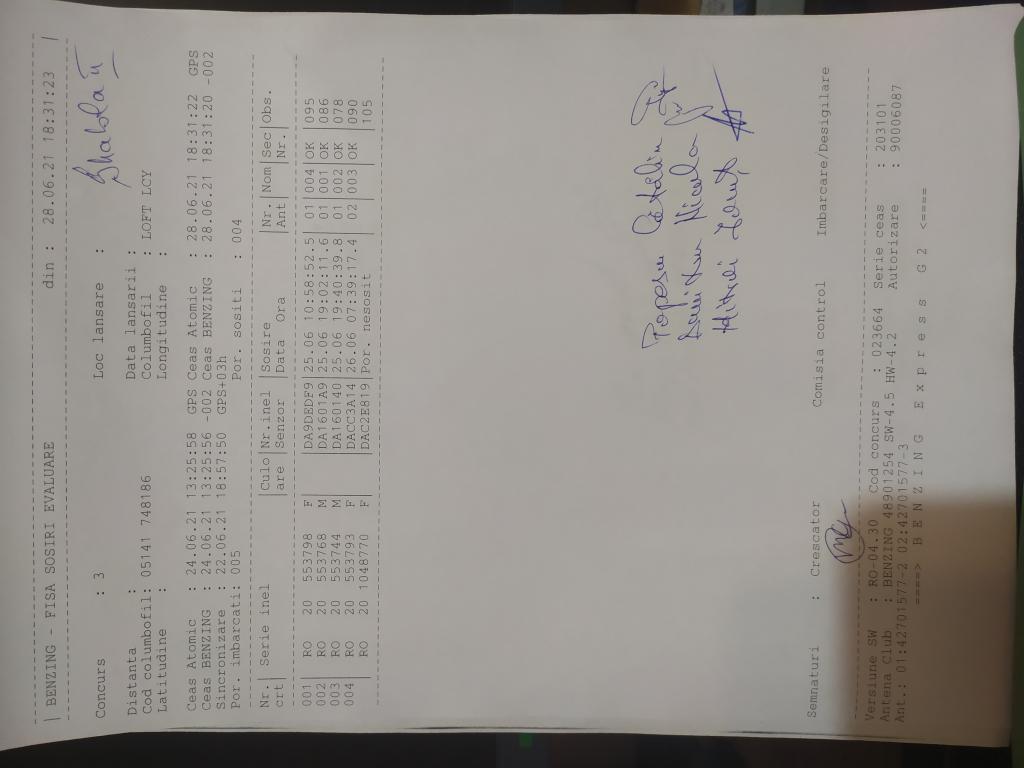 | BENZING - FISA SOSIRI EVALUARE din : 28.06.21 18:31:23 |
Concurs : 3 Loc lansare :
Distanta : Data lansarii :
Cod columbofil: 05141 748186 Columbofil : LOFT LCY
Latitudine : Longitudine :
Ceas Atomic : 24.06.21 13:25:58 GPS Ceas Atomic : 28.06.21 18:31:22 GPS
Ceas BENZING : 24.06.21 13:25:56 -002 Ceas BENZING : 28.06.21 18:31:20 -002
Sincronizare : 22.06.21 18:57:50 GPS+03h
Por. imbarcati: 005 Por. sositi : 004
Nr.| Serie inel |Culo|Nr.inel |Sosire |Nr. |Nom|Sec|Obs.
crt| |are |Senzor |Data Ora |Ant | |Nr.|
001 | RO 20 553798 F | |DA9DEDF9|25.06 10:58:52.5|01|004|OK |095
002 | RO 20 553768 M | |DA1601A9|25.06 19:02:11.6|01|001|OK |086
003 | RO 20 553744 M | |DA160140|25.06 19:40:39.8|01|002|OK |078
004 | RO 20 553793 F | |DACC3A14|26.06 07:39:17.4|02|003|OK |090
| RO 20 1048770 F | |DAC2E819|Por. nesosit | | | |105
Popescu Catalin
Dumitru Nicolae
Ionut
Semnaturi : Crescator Comisia control Imbarcare/Desigilare
Versiune SW : RO-04.30 Cod concurs : 023664 Serie ceas : 203101
Antena Club : BENZING 48901254 SW-4.5 HW-4.2 Autorizare : 90006087
Ant.: 01:42701577-2 02:42701577-3
====> B E N Z I N G E x p r e s s G 2 <====